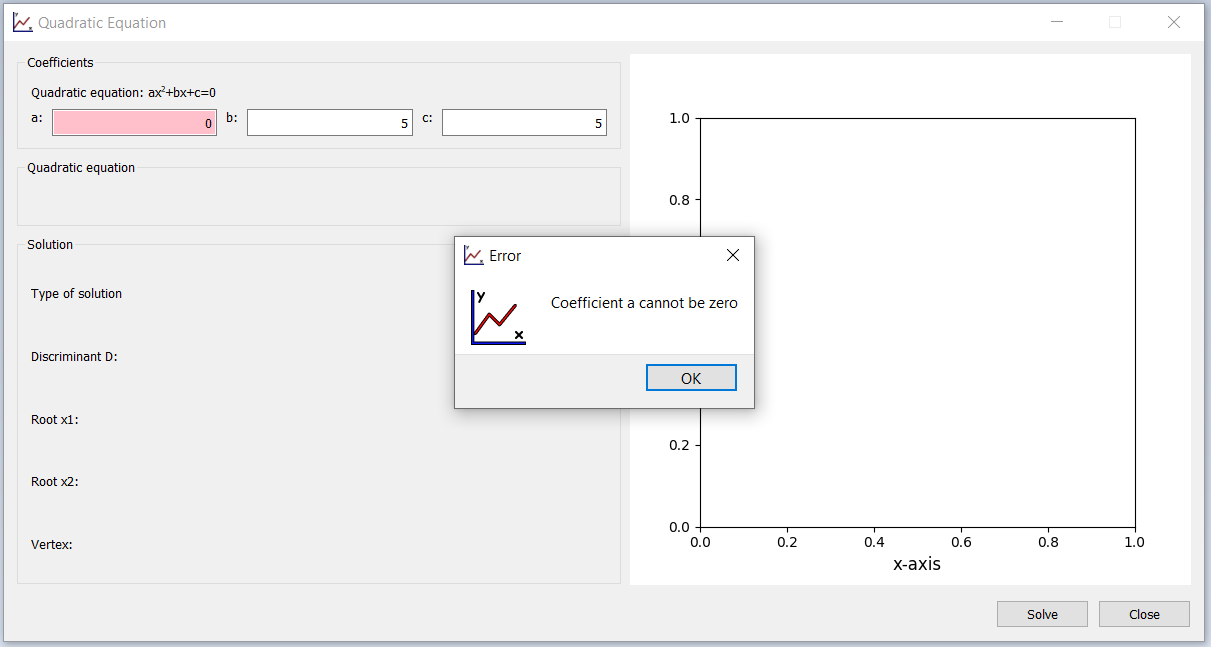 Quadratic Equation
Coefficients
Quadratic equation: ax²+bx+c=0
a: 0 b: 5 c: 5
Quadratic equation
Solution
Type of solution
Discriminant D:
Root x1:
Root x2:
Vertex:
1.0
0.8
0.2
0.0
0.0 0.2 0.4 0.6 0.8 1.0
x-axis
Error
y
x
Coefficient a cannot be zero
OK
Solve Close